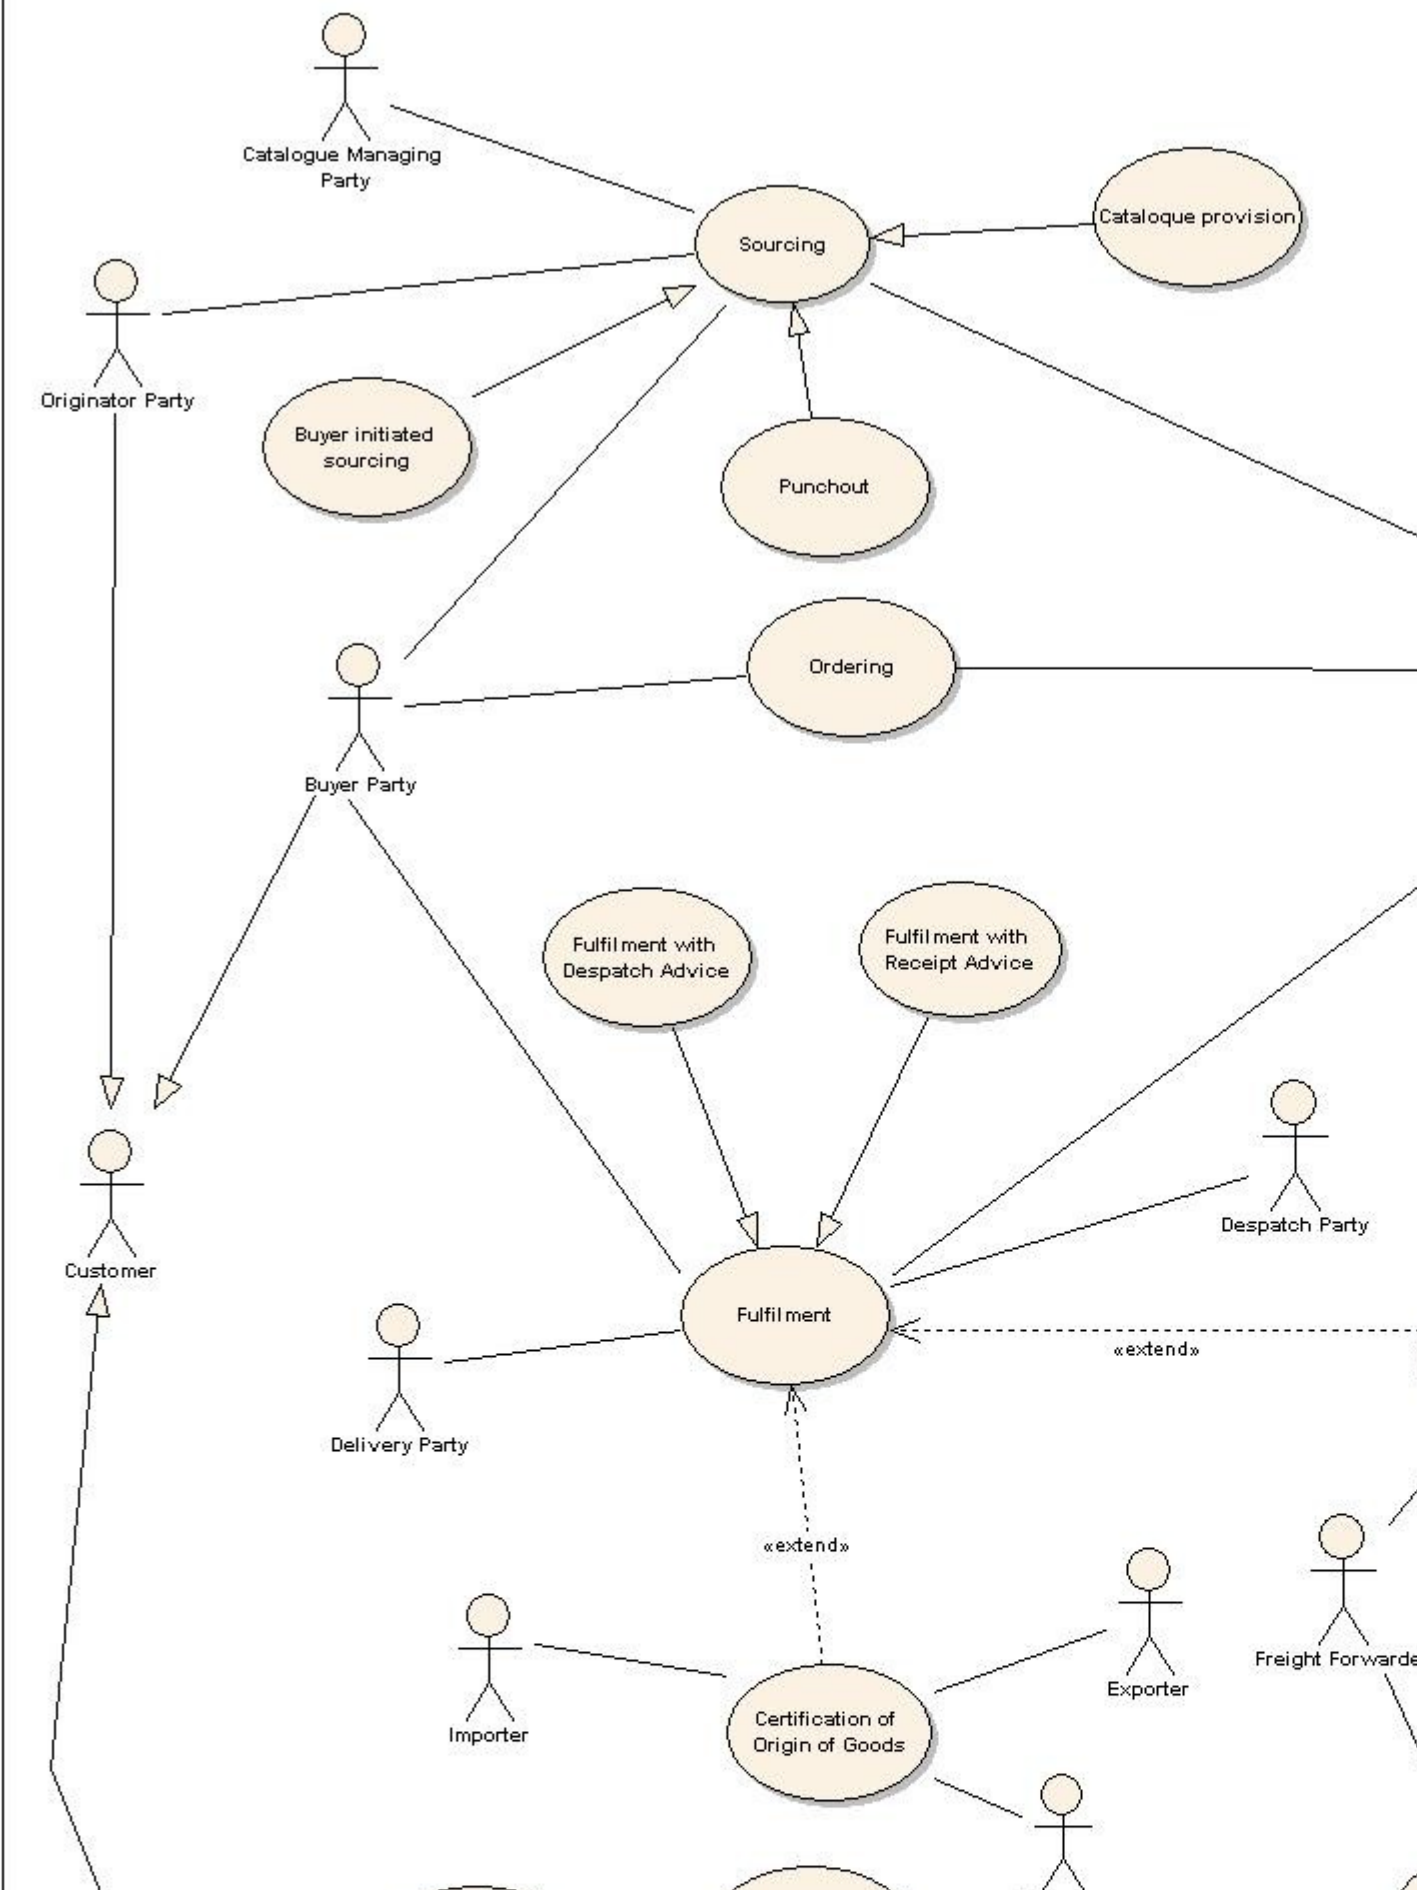 Catalogue Managing
Party
Cataloque provision
Sourcing
Originator Party
Buyer initiated
sourcing
Punchout
Ordering
Buyer Party
Fulfilment with
Despatch Advice
Fulfilment with
Receipt Advice
Despatch Party
Customer
Fulfilment
«extend»
Delivery Party
«extend»
Freight Forwarde
Exporter
Importer
Certification of
Origin of Goods